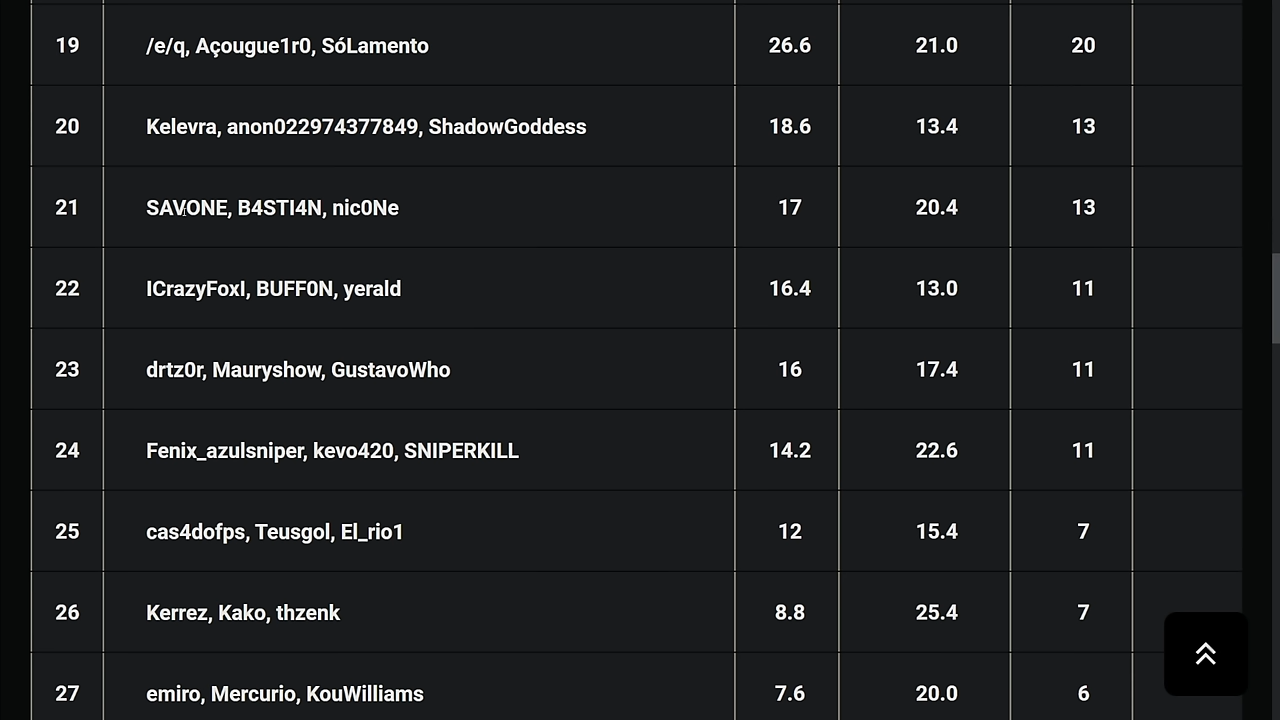 19 /e/q, Açougue1r0, SóLamento 26.6 21.0 20
20 Kelevra, anon022974377849, ShadowGoddess 18.6 13.4 13
21 SAVONE, B4STI4N, nic0Ne 17 20.4 13
22 ICrazyFoxI, BUFF0N, yerald 16.4 13.0 11
23 drtz0r, Mauryshow, GustavoWho 16 17.4 11
24 Fenix_azulsniper, kevo420, SNIPERKILL 14.2 22.6 11
25 cas4dofps, Teusgol, El_rio1 12 15.4 7
26 Kerrez, Kako, thzenk 8.8 25.4 7
27 emiro, Mercurio, KouWilliams 7.6 20.0 6